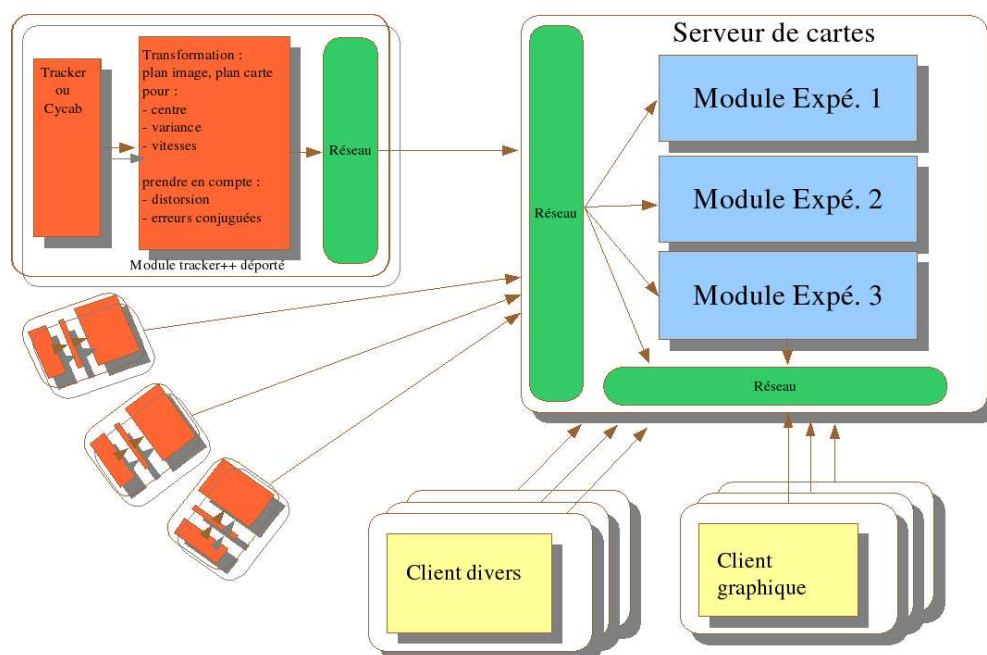 Tracker
ou
Cycab
Transformation :
plan image, plan carte
pour :
- centre
- variance
- vitesses
prendre en compte :
- distorsion
- erreurs conjuguées
Réseau
Module tracker++ déporté
Serveur de cartes
Réseau
Module Expé. 1
Module Expé. 2
Module Expé. 3
Réseau
Client divers
Client
graphique